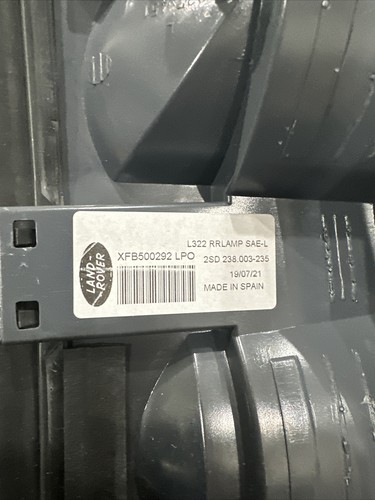 LAND-
ROVER
XFB500292 LPO
L322 RRLAMP SAE-L
2SD 238.003-235
19/07/21
MADE IN SPAIN